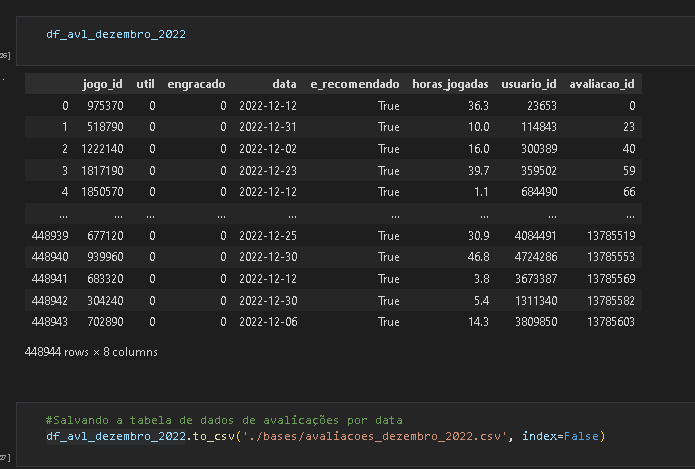 df_avl_dezembro_2022
26]
jogo_id util engracado data e_recomendado horas_jogadas usuario_id avaliacao_id
0 975370 0 0 2022-12-12 True 36.3 23653 0
1 518790 0 0 2022-12-31 True 10.0 114843 23
2 1222140 0 0 2022-12-02 True 16.0 300389 40
3 1817190 0 0 2022-12-23 True 39.7 359502 59
4 1850570 0 0 2022-12-12 True 1.1 684490 66
... ... ... ... ... ... ... ... ...
448939 677120 0 0 2022-12-25 True 30.9 4084491 13785519
448940 939960 0 0 2022-12-30 True 46.8 4724286 13785553
448941 683320 0 0 2022-12-12 True 3.8 3673387 13785569
448942 304240 0 0 2022-12-30 True 5.4 1311340 13785582
448943 702890 0 0 2022-12-06 True 14.3 3809850 13785603
448944 rows × 8 columns
#Salvando a tabela de dados de avalicações por data
df_avl_dezembro_2022.to_csv('./bases/avaliacoes_dezembro_2022.csv', index=False)
27]